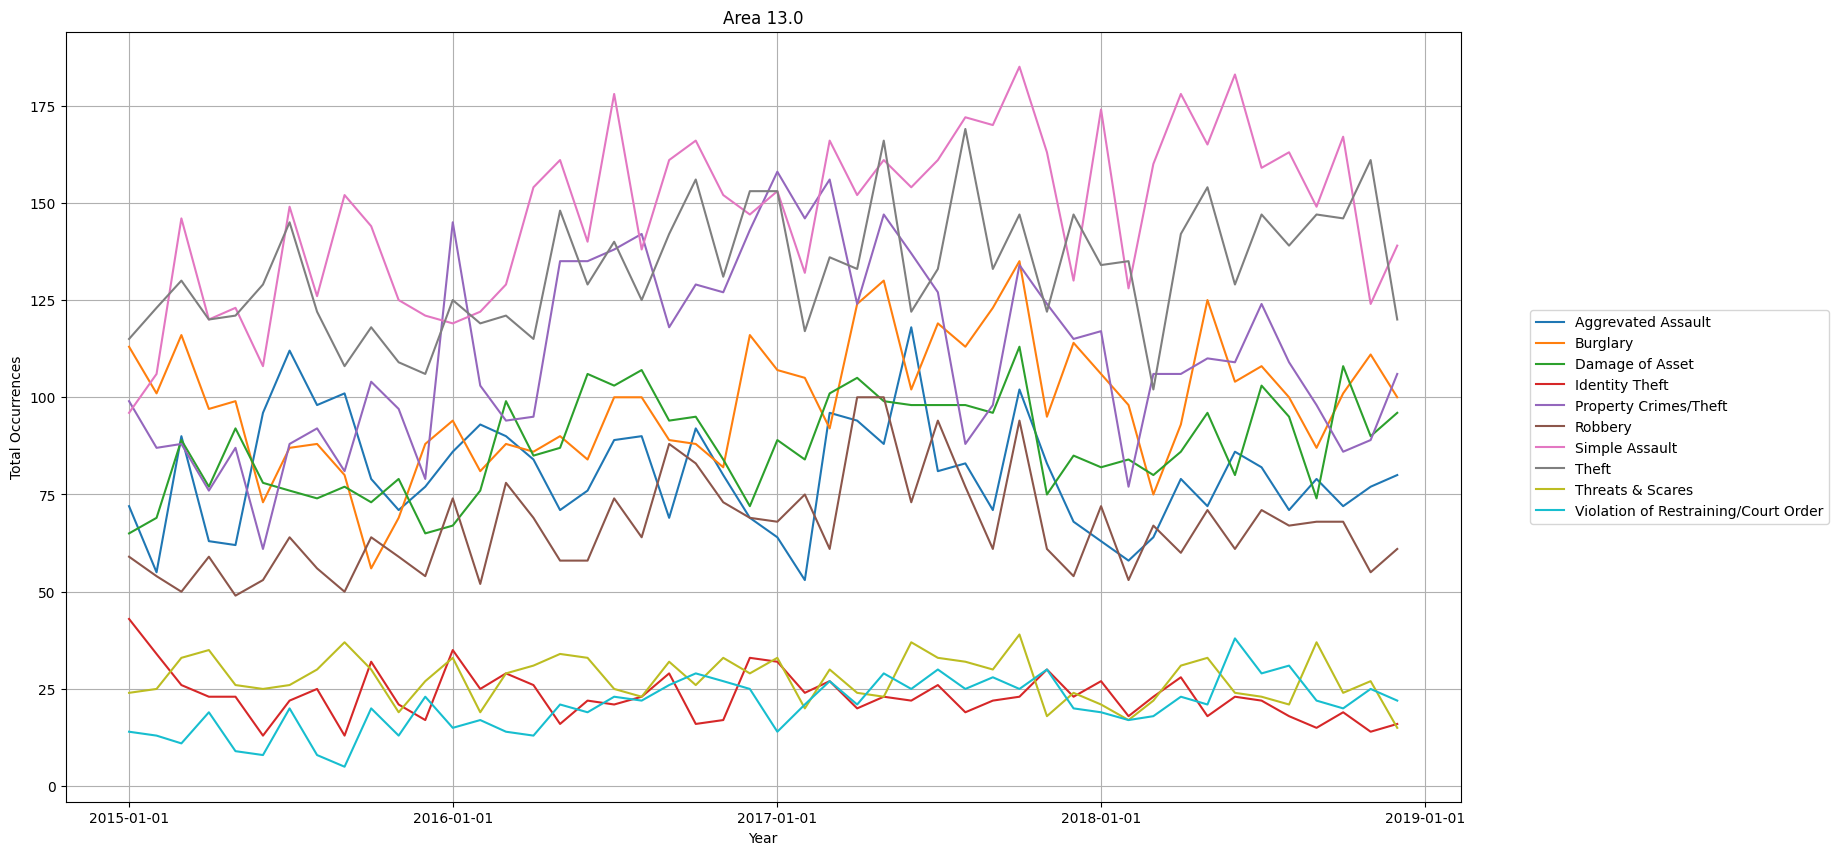 Area 13.0
Total Occurrences
175
150
125
100
75
50
25
0
2015-01-01
2016-01-01
2017-01-01
2018-01-01
2019-01-01
Year
Aggrevated Assault
Burglary
Damage of Asset
Identity Theft
Property Crimes/Theft
Robbery
Simple Assault
Theft
Threats & Scares
Violation of Restraining/Court Order